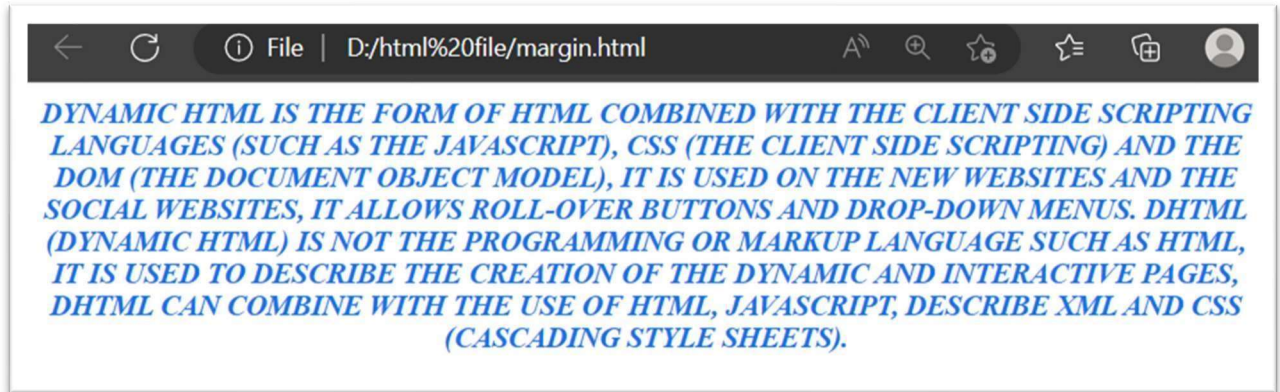 File | D:/html%20file/margin.html A
DYNAMIC HTML IS THE FORM OF HTML COMBINED WITH THE CLIENT SIDE SCRIPTING
LANGUAGES (SUCH AS THE JAVASCRIPT), CSS (THE CLIENT SIDE SCRIPTING) AND THE
DOM (THE DOCUMENT OBJECT MODEL), IT IS USED ON THE NEW WEBSITES AND THE
SOCIAL WEBSITES, IT ALLOWS ROLL-OVER BUTTONS AND DROP-DOWN MENUS. DHTML
(DYNAMIC HTML) IS NOT THE PROGRAMMING OR MARKUP LANGUAGE SUCH AS HTML,
IT IS USED TO DESCRIBE THE CREATION OF THE DYNAMIC AND INTERACTIVE PAGES,
DHTML CAN COMBINE WITH THE USE OF HTML, JAVASCRIPT, DESCRIBE XML AND CSS
(CASCADING STYLE SHEETS).